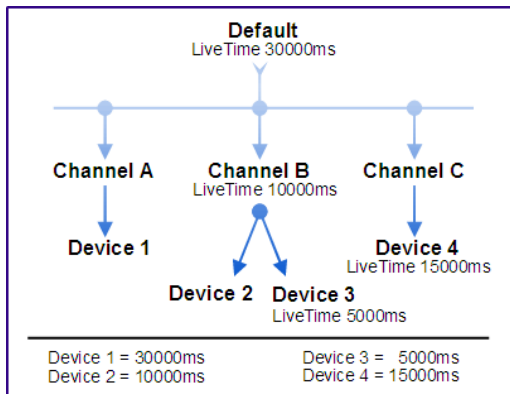 Default
LiveTime 30000ms
Channel A
Channel B
LiveTime 10000ms
Channel C
Device 1
Device 2
Device 3
LiveTime 5000ms
Device 4
LiveTime 15000ms
Device 1 = 30000ms
Device 2 = 10000ms
Device 3 = 5000ms
Device 4 = 15000ms